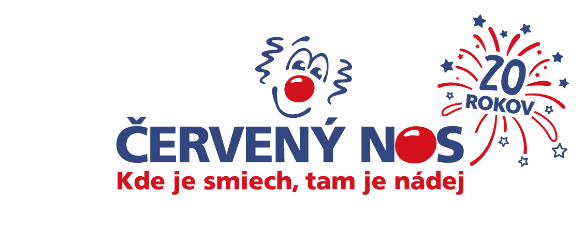 20
ROKOV
ČERVENÝ NOS
Kde je smiech, tam je nádej